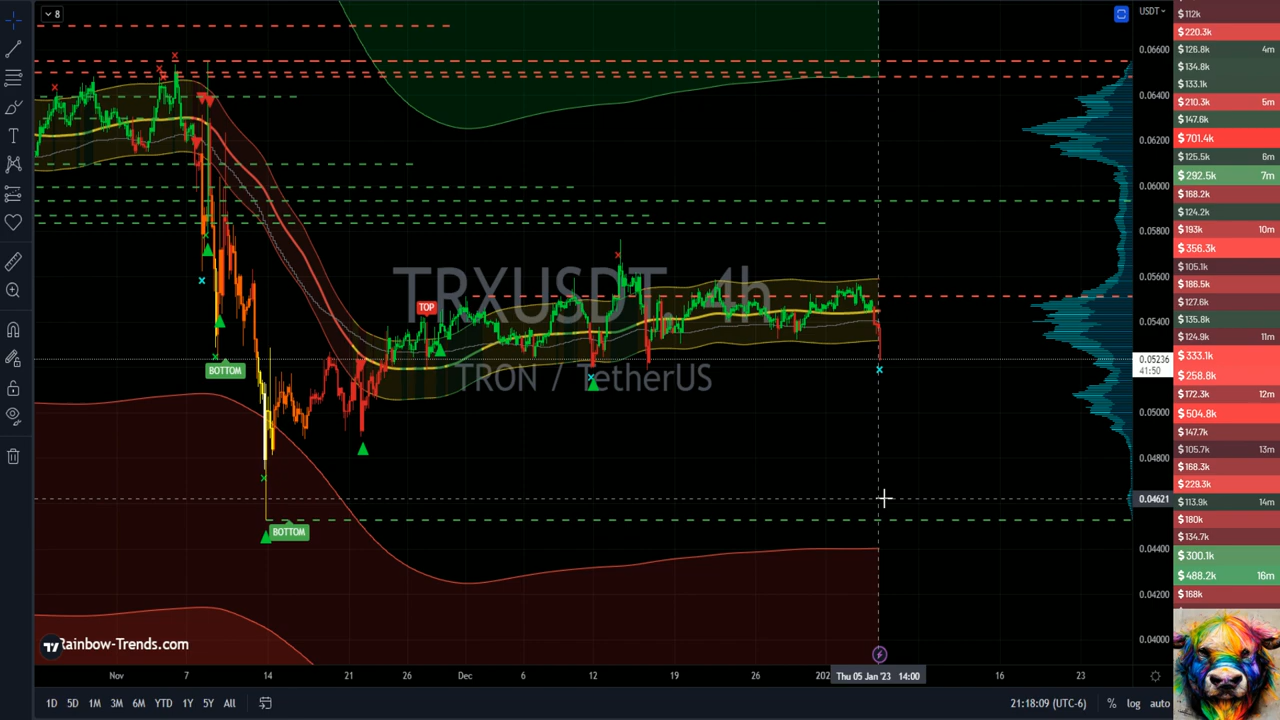 8
USDT
0.06600
0.06400
0.06200
0.06000
0.05800
0.05600
0.05400
0.05236
41:50
0.05000
0.04800
0.04621
0.04400
0.04200
0.04000
TRXUSDT, 4h
TRON / TetherUS
TOP
BOTTOM
BOTTOM
Rainbow-Trends.com
Nov
7
14
21
26
Dec
6
12
19
26
202
Thu 05 Jan '23 14:00
16
23
1D 5D 1M 3M 6M YTD 1Y 5Y All
21:18:09 (UTC-6)
% log auto
$112k
$220.3k
$126.8k 4m
$134.8k
$133.1k
$210.3k 5m
$147.6k
$701.4k
$125.5k 8m
$292.5k 7m
$168.2k
$124.2k
$193k 10m
$356.3k
$105.1k
$186.5k
$127.6k
$135.8k
$124.9k 11m
$333.1k
$258.8k
$172.3k 12m
$504.8k
$147.7k
$105.7k 13m
$168.3k
$229.3k
$113.9k 14m
$180k
$134.7k
$300.1k
$488.2k 16m
$168k